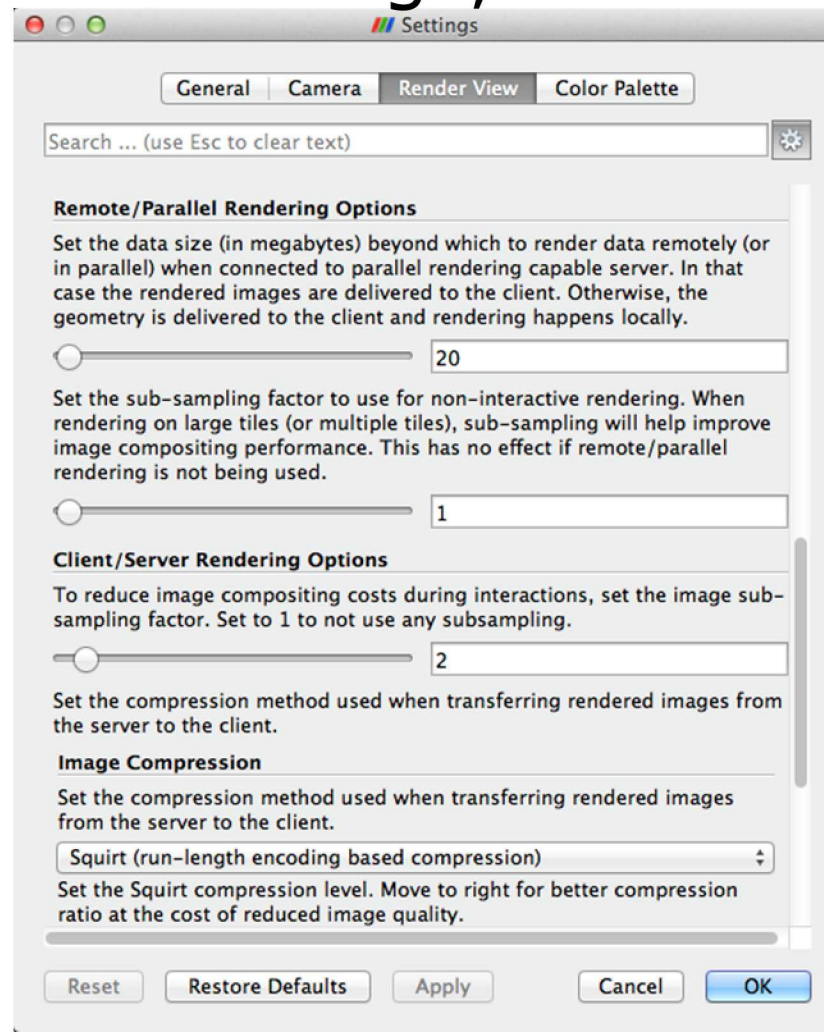 Settings
General Camera Render View Color Palette
Search ... (use Esc to clear text)
Remote/Parallel Rendering Options
Set the data size (in megabytes) beyond which to render data remotely (or
in parallel) when connected to parallel rendering capable server. In that
case the rendered images are delivered to the client. Otherwise, the
geometry is delivered to the client and rendering happens locally.
20
Set the sub-sampling factor to use for non-interactive rendering. When
rendering on large tiles (or multiple tiles), sub-sampling will help improve
image compositing performance. This has no effect if remote/parallel
rendering is not being used.
1
Client/Server Rendering Options
To reduce image compositing costs during interactions, set the image sub-
sampling factor. Set to 1 to not use any subsampling.
2
Set the compression method used when transferring rendered images from
the server to the client.
Image Compression
Set the compression method used when transferring rendered images
from the server to the client.
Squirt (run-length encoding based compression)
Set the Squirt compression level. Move to right for better compression
ratio at the cost of reduced image quality.
Reset Restore Defaults Apply Cancel OK